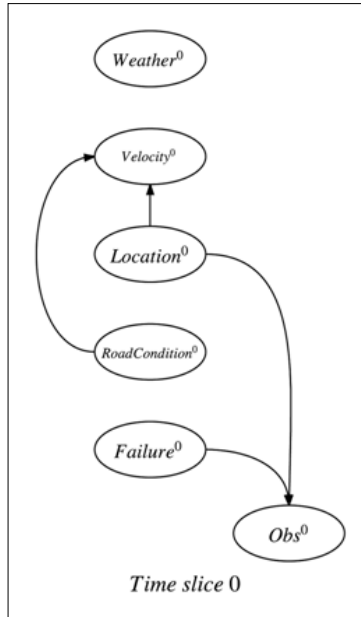 Weather⁰
Velocity⁰
Location⁰
RoadCondition⁰
Failure⁰
Obs⁰
Time slice 0